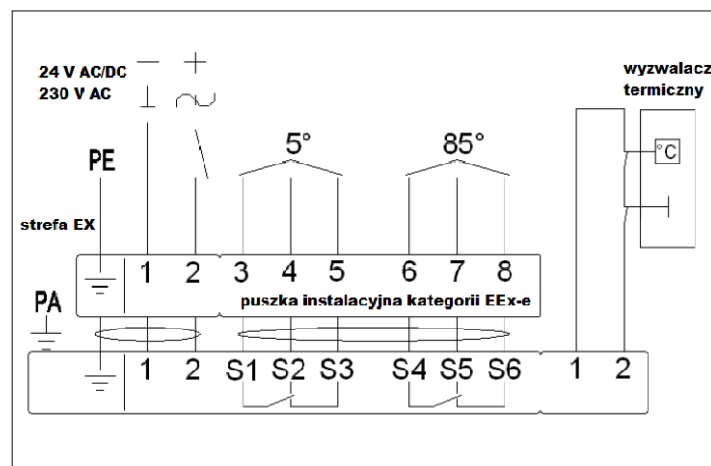 24 V AC/DC
230 V AC
wyzwalacz
termiczny
5° 85°
°C
PE
strefa EX
1 2 3 4 5 6 7 8
puszka instalacyjna kategorii EEx-e
PA
1 2 S1 S2 S3 S4 S5 S6 1 2